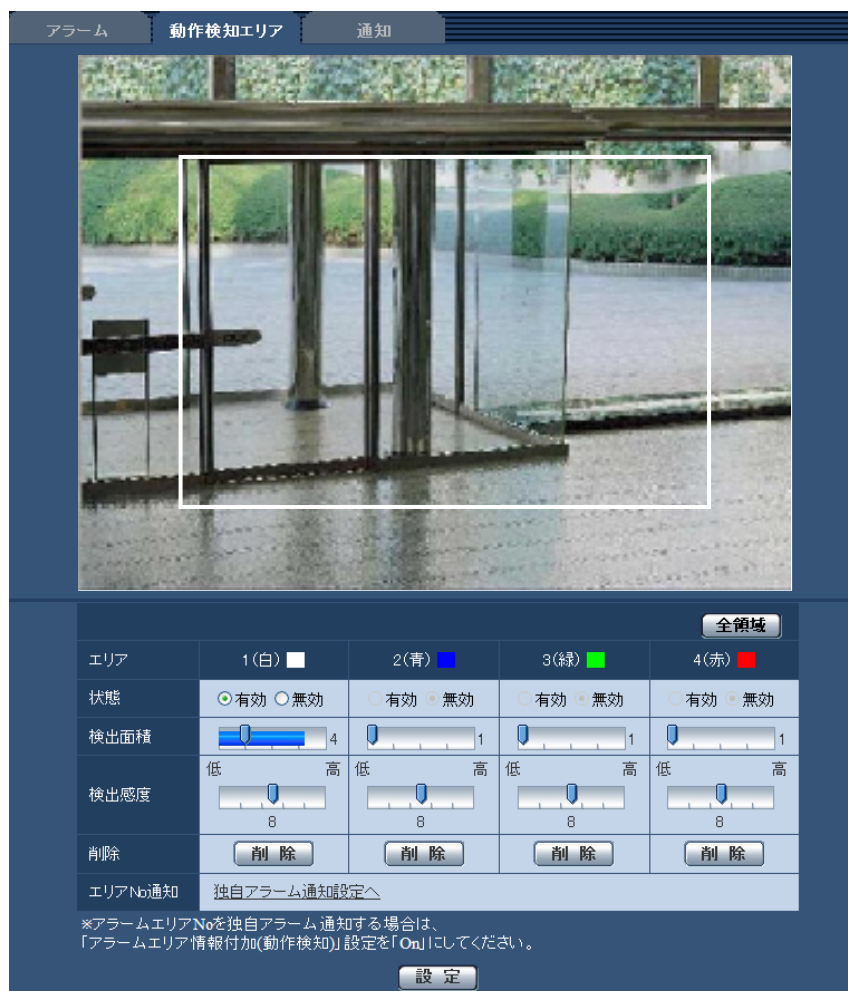 アラーム 動作検知エリア 通知
全領域
エリア 1(白) 2(青) 3(緑) 4(赤)
状態 有効 無効 有効 無効 有効 無効 有効 無効
検出面積 4 1 1 1
低 高 低 高 低 高 低 高
検出感度
8 8 8 8
削除 削 除 削 除 削 除 削 除
エリアNo通知 独自アラーム通知設定へ
※アラームエリアNoを独自アラーム通知する場合は、
「アラームエリア情報付加(動作検知)」設定を「On」にしてください。
設 定